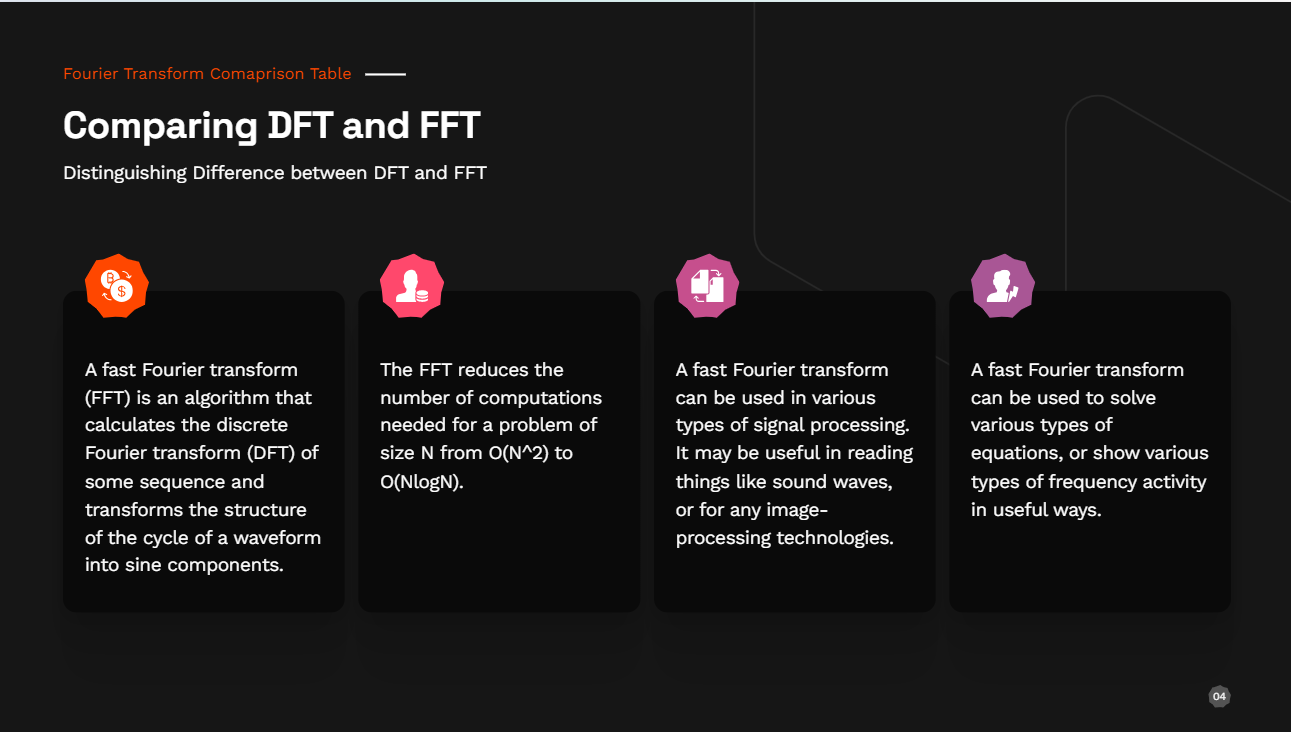 Fourier Transform Comaprison Table
Comparing DFT and FFT
Distinguishing Difference between DFT and FFT
B
$
A fast Fourier transform
(FFT) is an algorithm that
calculates the discrete
Fourier transform (DFT) of
some sequence and
transforms the structure
of the cycle of a waveform
into sine components.
The FFT reduces the
number of computations
needed for a problem of
size N from O(N^2) to
O(NlogN).
A fast Fourier transform
can be used in various
types of signal processing.
It may be useful in reading
things like sound waves,
or for any image-
processing technologies.
A fast Fourier transform
can be used to solve
various types of
equations, or show various
types of frequency activity
in useful ways.
04